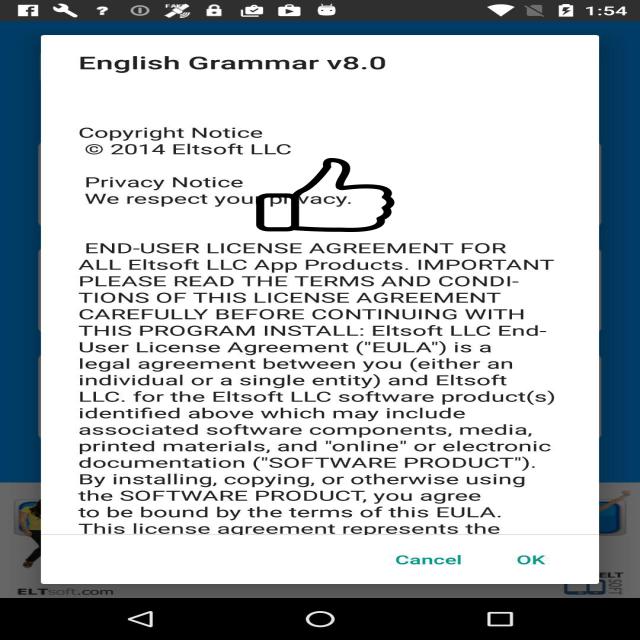 1:54
English Grammar v8.0
Copyright Notice
© 2014 Eltsoft LLC
Privacy Notice
We respect your privacy.
END-USER LICENSE AGREEMENT FOR
ALL Eltsoft LLC App Products. IMPORTANT
PLEASE READ THE TERMS AND CONDI-
TIONS OF THIS LICENSE AGREEMENT
CAREFULLY BEFORE CONTINUING WITH
THIS PROGRAM INSTALL: Eltsoft LLC End-
User License Agreement ("EULA") is a
legal agreement between you (either an
individual or a single entity) and Eltsoft
LLC. for the Eltsoft LLC software product(s)
identified above which may include
associated software components, media,
printed materials, and "online" or electronic
documentation ("SOFTWARE PRODUCT").
By installing, copying, or otherwise using
the SOFTWARE PRODUCT, you agree
to be bound by the terms of this EULA.
This license agreement represents the
Cancel OK
ELTsoft.com
ELT
SOFT